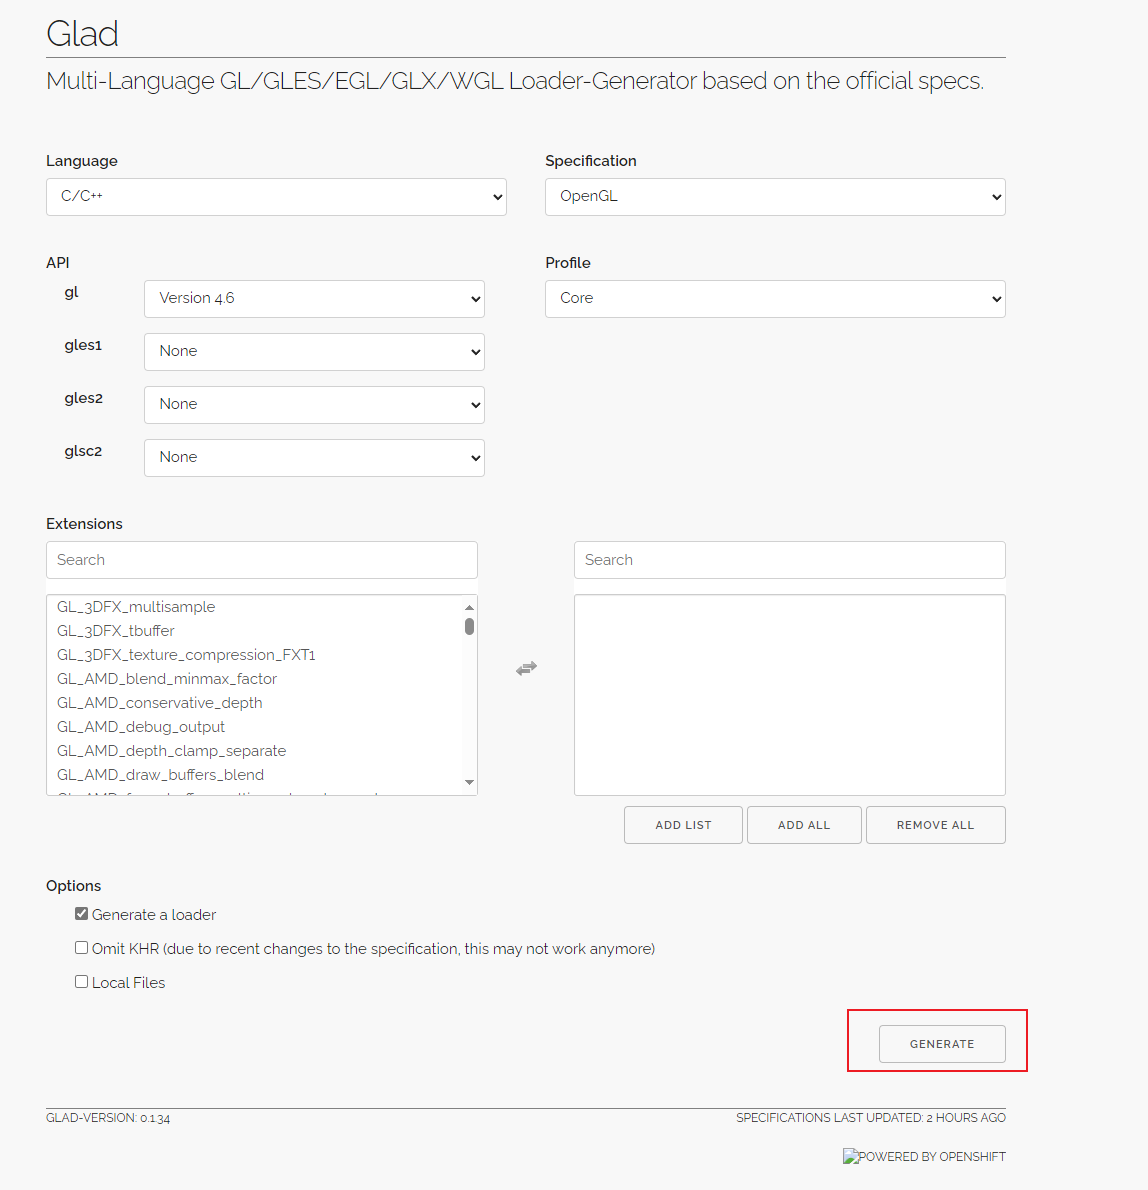 Glad
Multi-Language GL/GLES/EGL/GLX/WGL Loader-Generator based on the official specs.
Language
Specification
C/C++
OpenGL
API
Profile
gl
Version 4.6
Core
gles1
None
gles2
None
glsc2
None
Extensions
Search
Search
GL_3DFX_multisample
GL_3DFX_tbuffer
GL_3DFX_texture_compression_FXT1
GL_AMD_blend_minmax_factor
GL_AMD_conservative_depth
GL_AMD_debug_output
GL_AMD_depth_clamp_separate
GL_AMD_draw_buffers_blend
ADD LIST
ADD ALL
REMOVE ALL
Options
Generate a loader
Omit KHR (due to recent changes to the specification, this may not work anymore)
Local Files
GENERATE
GLAD-VERSION: 0.1.34
SPECIFICATIONS LAST UPDATED: 2 HOURS AGO
POWERED BY OPENSHIFT